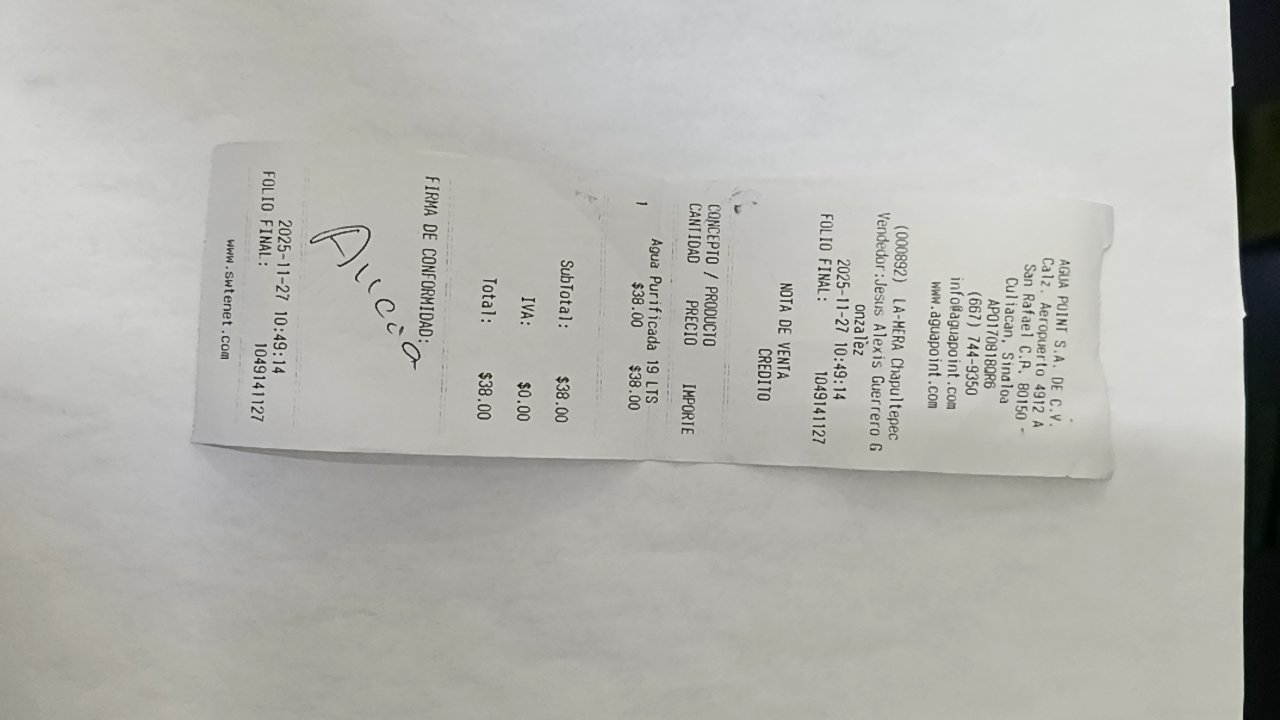 AGUA POINT S.A. DE C.V.
Calz. Aeropuerto 4912 A
San Rafael C.P. 80150 -
Culiacan, Sinaloa
APO170818QR6
(667) 744-9350
info@aguapoint.com
www.aguapoint.com
(000892) LA-MERA Chapultepec
Vendedor:Jesus Alexis Guerrero G
onzalez
2025-11-27 10:49:14
FOLIO FINAL: 1049141127
NOTA DE VENTA
CREDITO
CONCEPTO / PRODUCTO
CANTIDAD PRECIO IMPORTE
Agua Purificada 19 LTS
1 $38.00 $38.00
SubTotal: $38.00
IVA: $0.00
Total: $38.00
FIRMA DE CONFORMIDAD:
Alicia
2025-11-27 10:49:14
FOLIO FINAL: 1049141127
www.swtenet.com